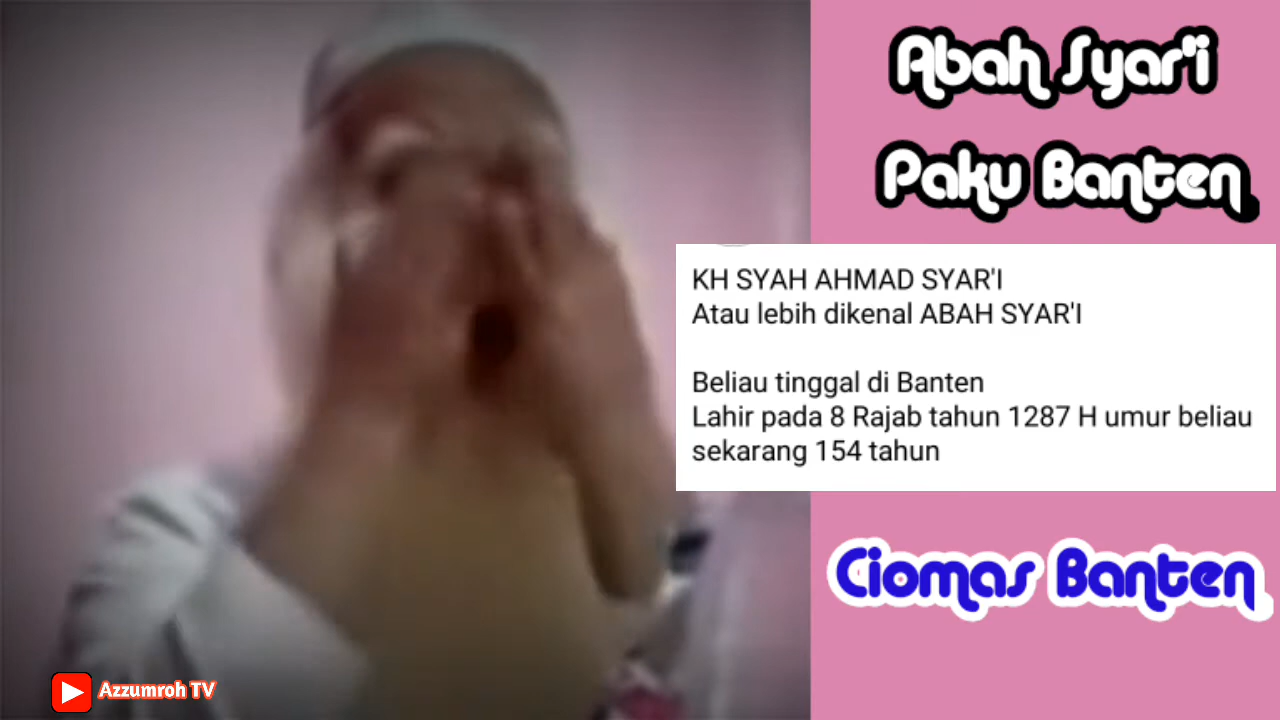 Abah Syar'i
Paku Banten
KH SYAH AHMAD SYAR'I
Atau lebih dikenal ABAH SYAR'I
Beliau tinggal di Banten
Lahir pada 8 Rajab tahun 1287 H umur beliau
sekarang 154 tahun
Ciomas Banten
Azzumroh TV